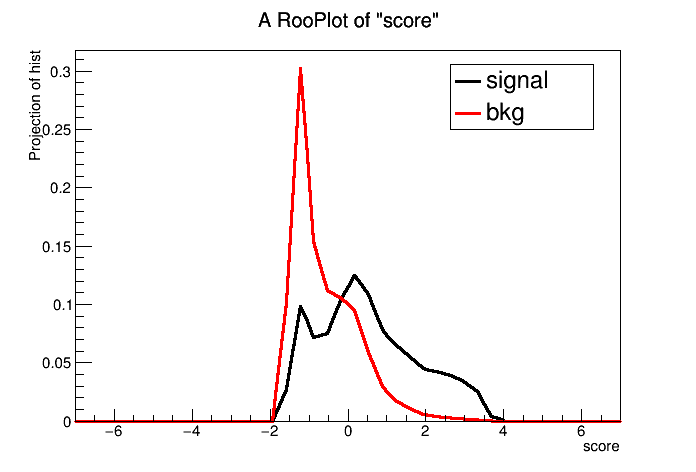 A RooPlot of "score"
Projection of hist
0.3
0.25
0.2
0.15
0.1
0.05
0
signal
bkg
−6 −4 −2 0 2 4 6
score